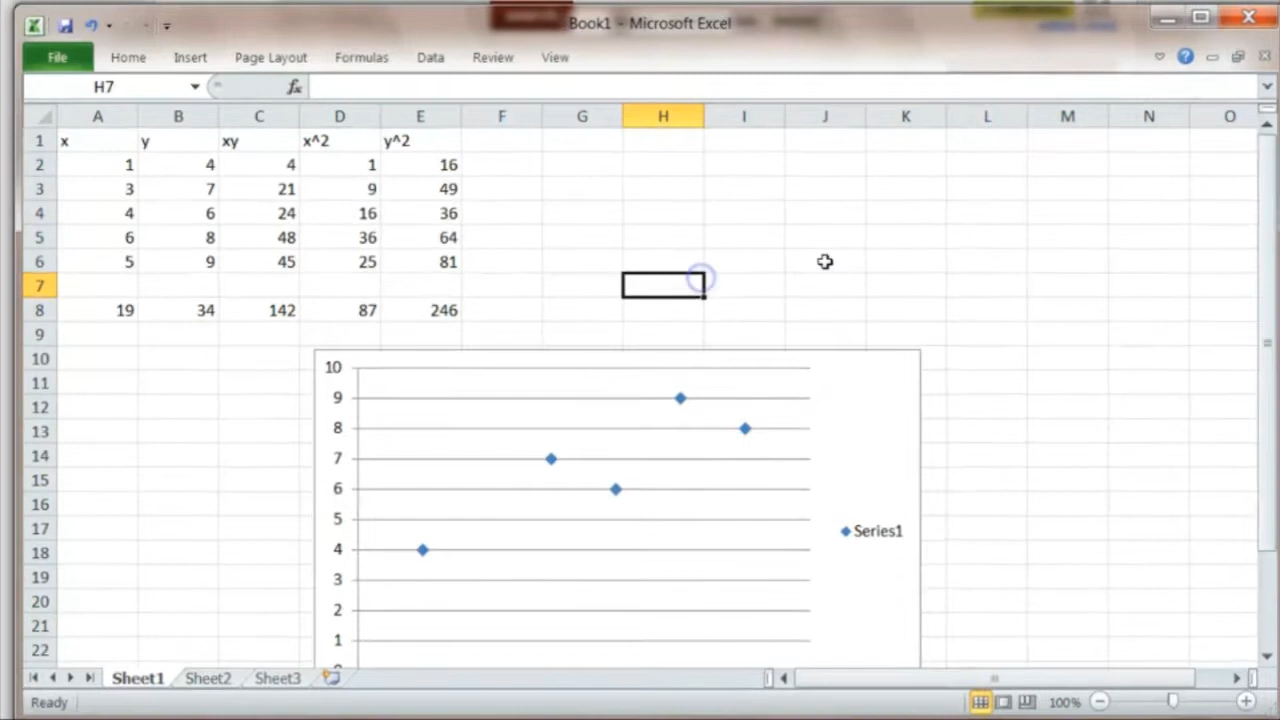 Book1 - Microsoft Excel
File Home Insert Page Layout Formulas Data Review View
H7 fx
A B C D E F G H I J K L M N O
1 x y xy x^2 y^2
2 1 4 4 1 16
3 3 7 21 9 49
4 4 6 24 16 36
5 6 8 48 36 64
6 5 9 45 25 81
7
8 19 34 142 87 246
9
10
11
12
13
14
15
16
17
18
19
20
21
22
10
9
8
7
6
5
4
3
2
1
Series1
Sheet1 Sheet2 Sheet3
Ready 100%